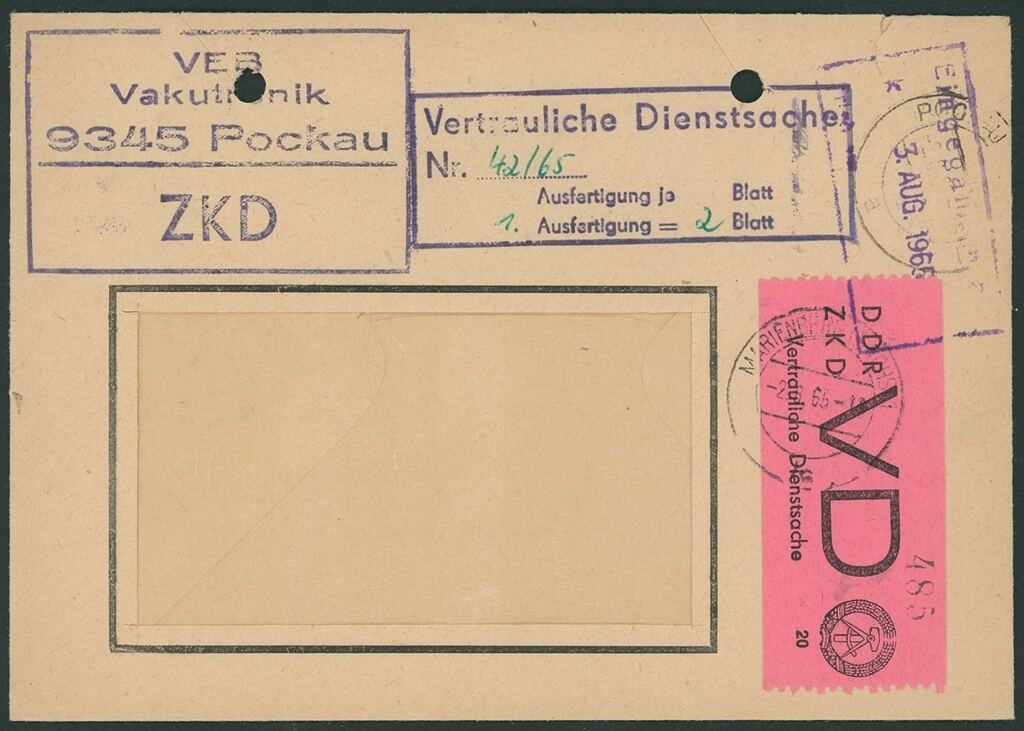 VEB
Vakutronik
9345 Pockau
ZKD
Vertrauliche Dienstsache
Nr. 42/65
Ausfertigung je Blatt
1. Ausfertigung = 2 Blatt
Eingegangen
3. AUG. 1965
DDR
ZKD
VD
Vertrauliche Dienstsache
485
20